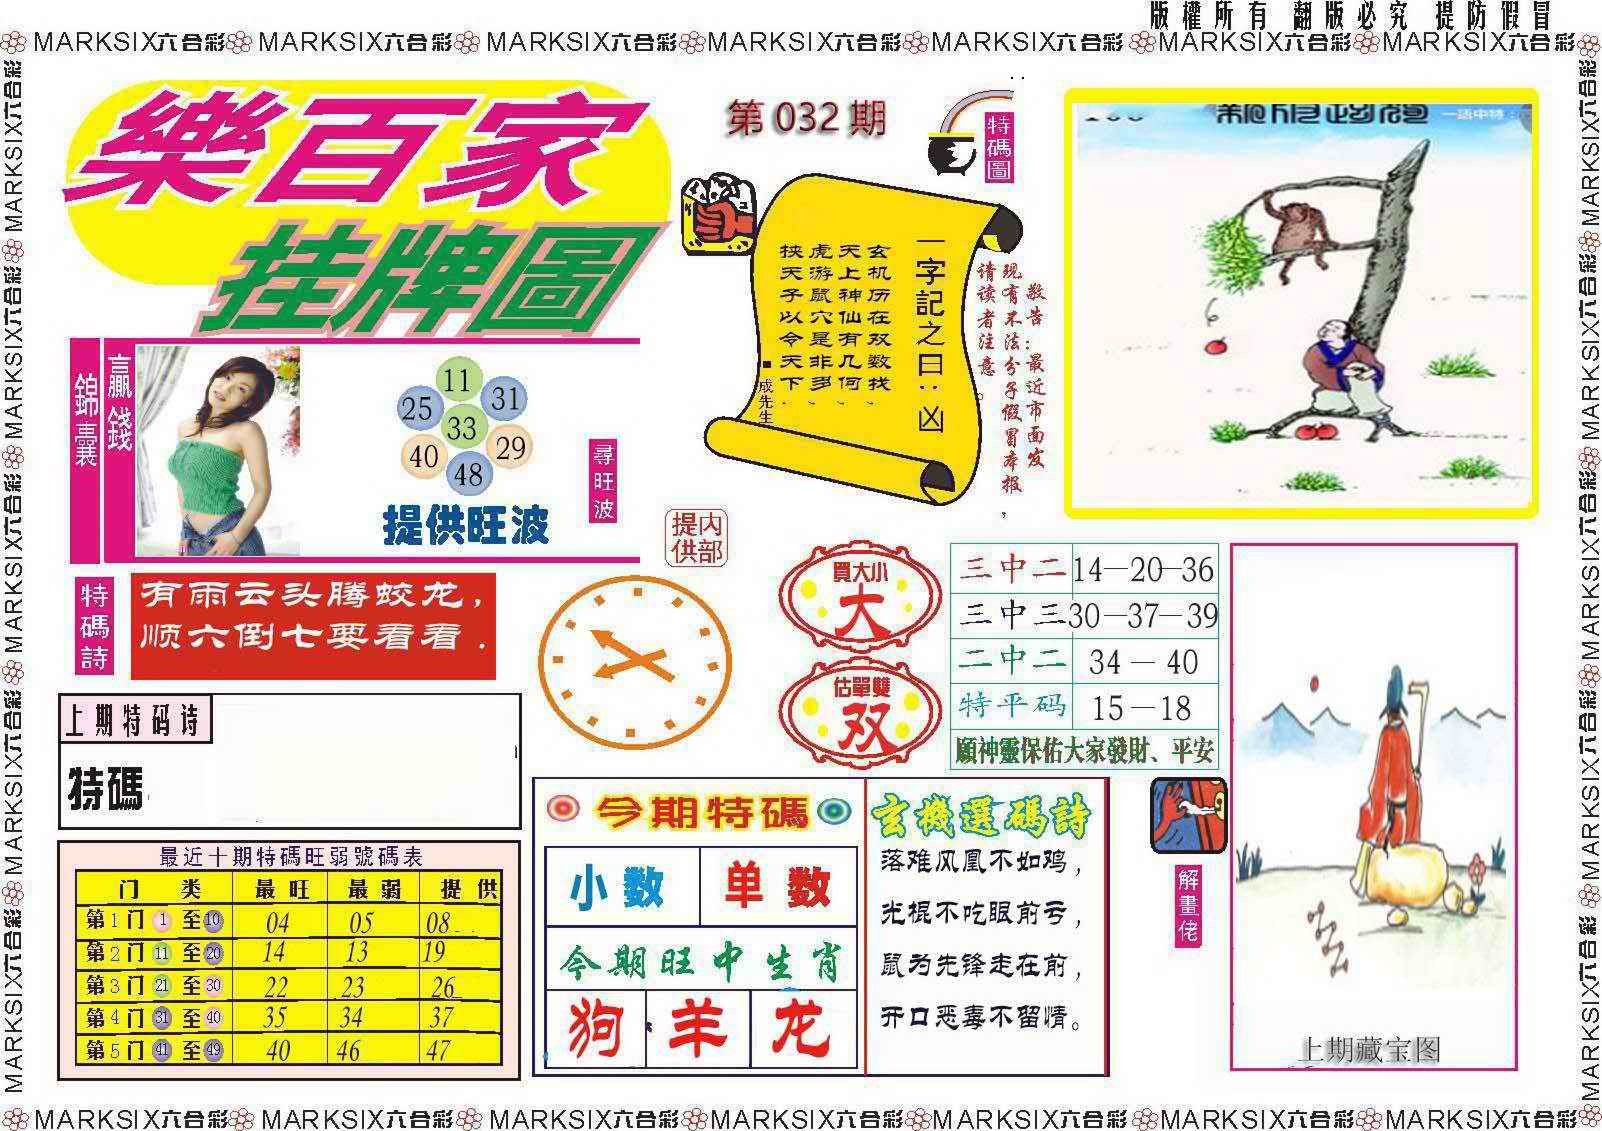 版權所有 翻版必究 提防假冒
MARKSIX六合彩 MARKSIX六合彩 MARKSIX六合彩 MARKSIX六合彩 MARKSIX六合彩 MARKSIX六合彩 MARKSIX六合彩
樂百家
挂牌圖
第032期
特碼圖
一字記之曰：凶
玄机历在双数找，
天上神仙有几何，
虎游鼠穴是非多，
挟天子以令天下．
■成先生
敬告：最近市面发
现有不法分子假冒本报，
请读者注意。
一語中特
錦囊
贏錢
11
25
31
33
40
29
48
提供旺波
尋旺波
内部
提供
特碼詩
有雨云头腾蛟龙，
顺六倒七要看看．
買大小
大
估單雙
双
三中二 14－20－36
三中三 30－37－39
二中二 34－40
特平码 15－18
願神靈保佑大家發財、平安
上期特码诗
特碼
最近十期特碼旺弱號碼表
门类 最旺 最弱 提供
第1门 1 至 10 04 05 08
第2门 11 至 20 14 13 19
第3门 21 至 30 22 23 26
第4门 31 至 40 35 34 37
第5门 41 至 49 40 46 47
今期特碼
小数 单数
今期旺中生肖
狗 羊 龙
玄機選碼詩
落难凤凰不如鸡，
光棍不吃眼前亏，
鼠为先锋走在前，
开口恶毒不留情。
解畫佬
上期藏宝图
MARKSIX六合彩 MARKSIX六合彩 MARKSIX六合彩 MARKSIX六合彩 MARKSIX六合彩 MARKSIX六合彩 MARKSIX六合彩